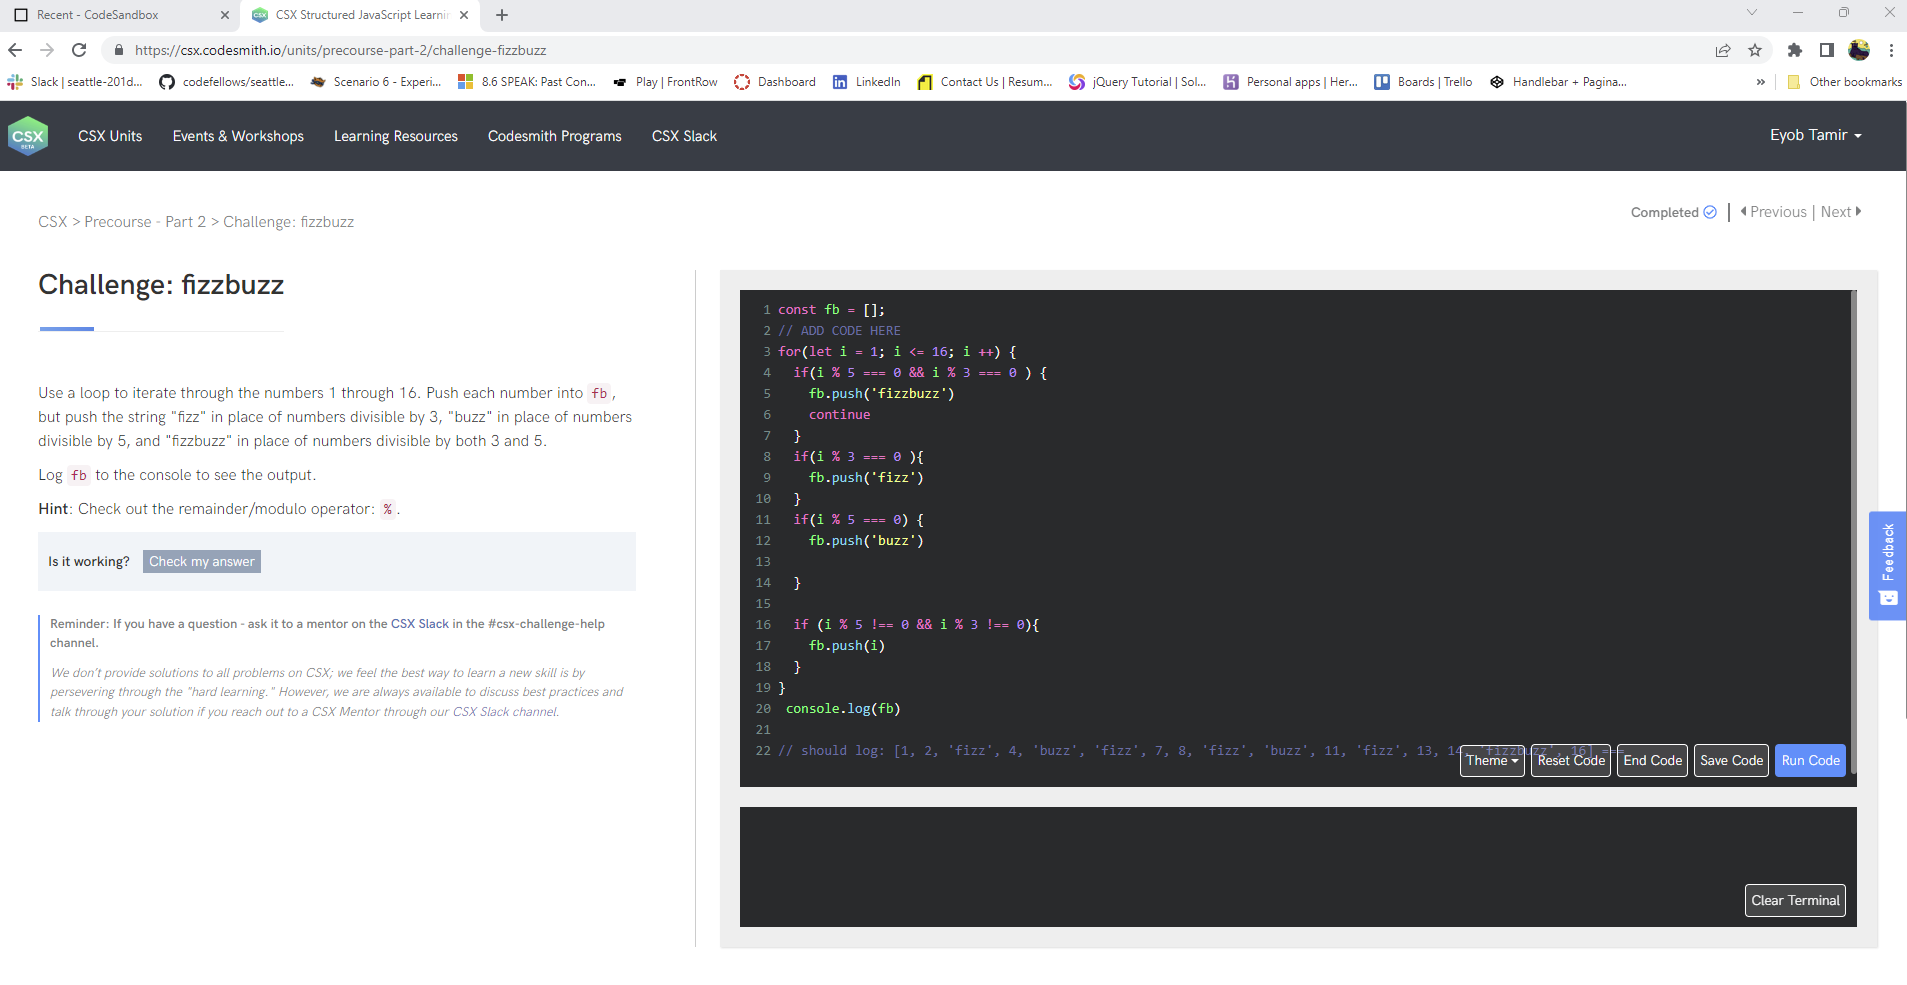 Recent - CodeSandbox
CSX Structured JavaScript Learni
https://csx.codesmith.io/units/precourse-part-2/challenge-fizzbuzz
Slack | seattle-201d...
codefellows/seattle...
Scenario 6 - Experi...
8.6 SPEAK: Past Con...
Play | FrontRow
Dashboard
LinkedIn
Contact Us | Resum...
jQuery Tutorial | Sol...
Personal apps | Her...
Boards | Trello
Handlebar + Pagina...
»
Other bookmarks
CSX
BETA
CSX Units
Events & Workshops
Learning Resources
Codesmith Programs
CSX Slack
Eyob Tamir
CSX > Precourse - Part 2 > Challenge: fizzbuzz
Completed
Previous | Next
Challenge: fizzbuzz
Use a loop to iterate through the numbers 1 through 16. Push each number into fb ,
but push the string "fizz" in place of numbers divisible by 3, "buzz" in place of numbers
divisible by 5, and "fizzbuzz" in place of numbers divisible by both 3 and 5.
Log fb to the console to see the output.
Hint: Check out the remainder/modulo operator: % .
Is it working? Check my answer
Reminder: If you have a question - ask it to a mentor on the CSX Slack in the #csx-challenge-help
channel.
We don't provide solutions to all problems on CSX; we feel the best way to learn a new skill is by
persevering through the "hard learning." However, we are always available to discuss best practices and
talk through your solution if you reach out to a CSX Mentor through our CSX Slack channel.
1 const fb = [];
2 // ADD CODE HERE
3 for(let i = 1; i <= 16; i ++) {
4 if(i % 5 === 0 && i % 3 === 0 ) {
5 fb.push('fizzbuzz')
6 continue
7 }
8 if(i % 3 === 0 ){
9 fb.push('fizz')
10 }
11 if(i % 5 === 0) {
12 fb.push('buzz')
13
14 }
15
16 if (i % 5 !== 0 && i % 3 !== 0){
17 fb.push(i)
18 }
19 }
20 console.log(fb)
21
22 // should log: [1, 2, 'fizz', 4, 'buzz', 'fizz', 7, 8, 'fizz', 'buzz', 11, 'fizz', 13, 14, 'fizzbuzz', 16] ===
Theme
Reset Code
End Code
Save Code
Run Code
Clear Terminal
Feedback